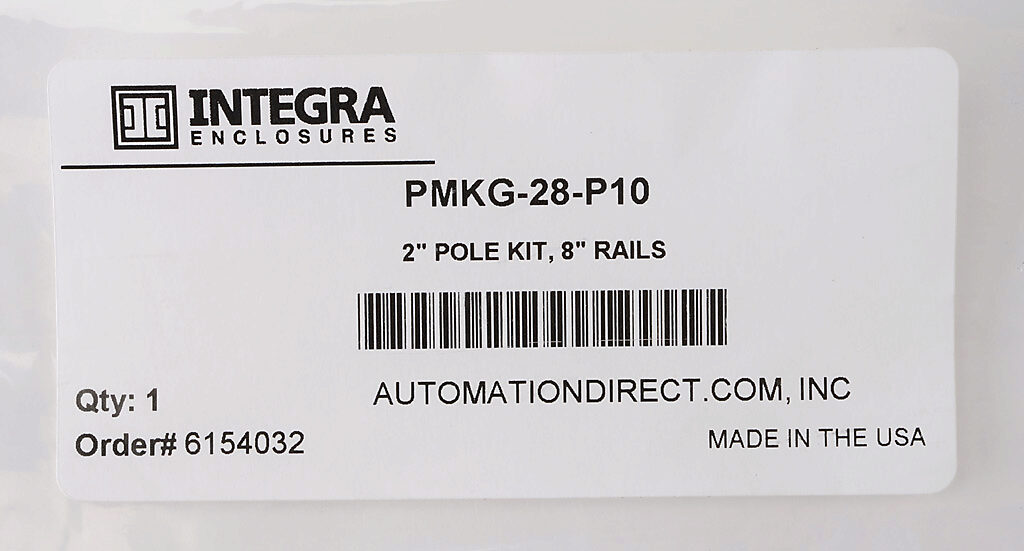 INTEGRA
ENCLOSURES
PMKG-28-P10
2" POLE KIT, 8" RAILS
AUTOMATIONDIRECT.COM, INC
Qty: 1
Order# 6154032
MADE IN THE USA